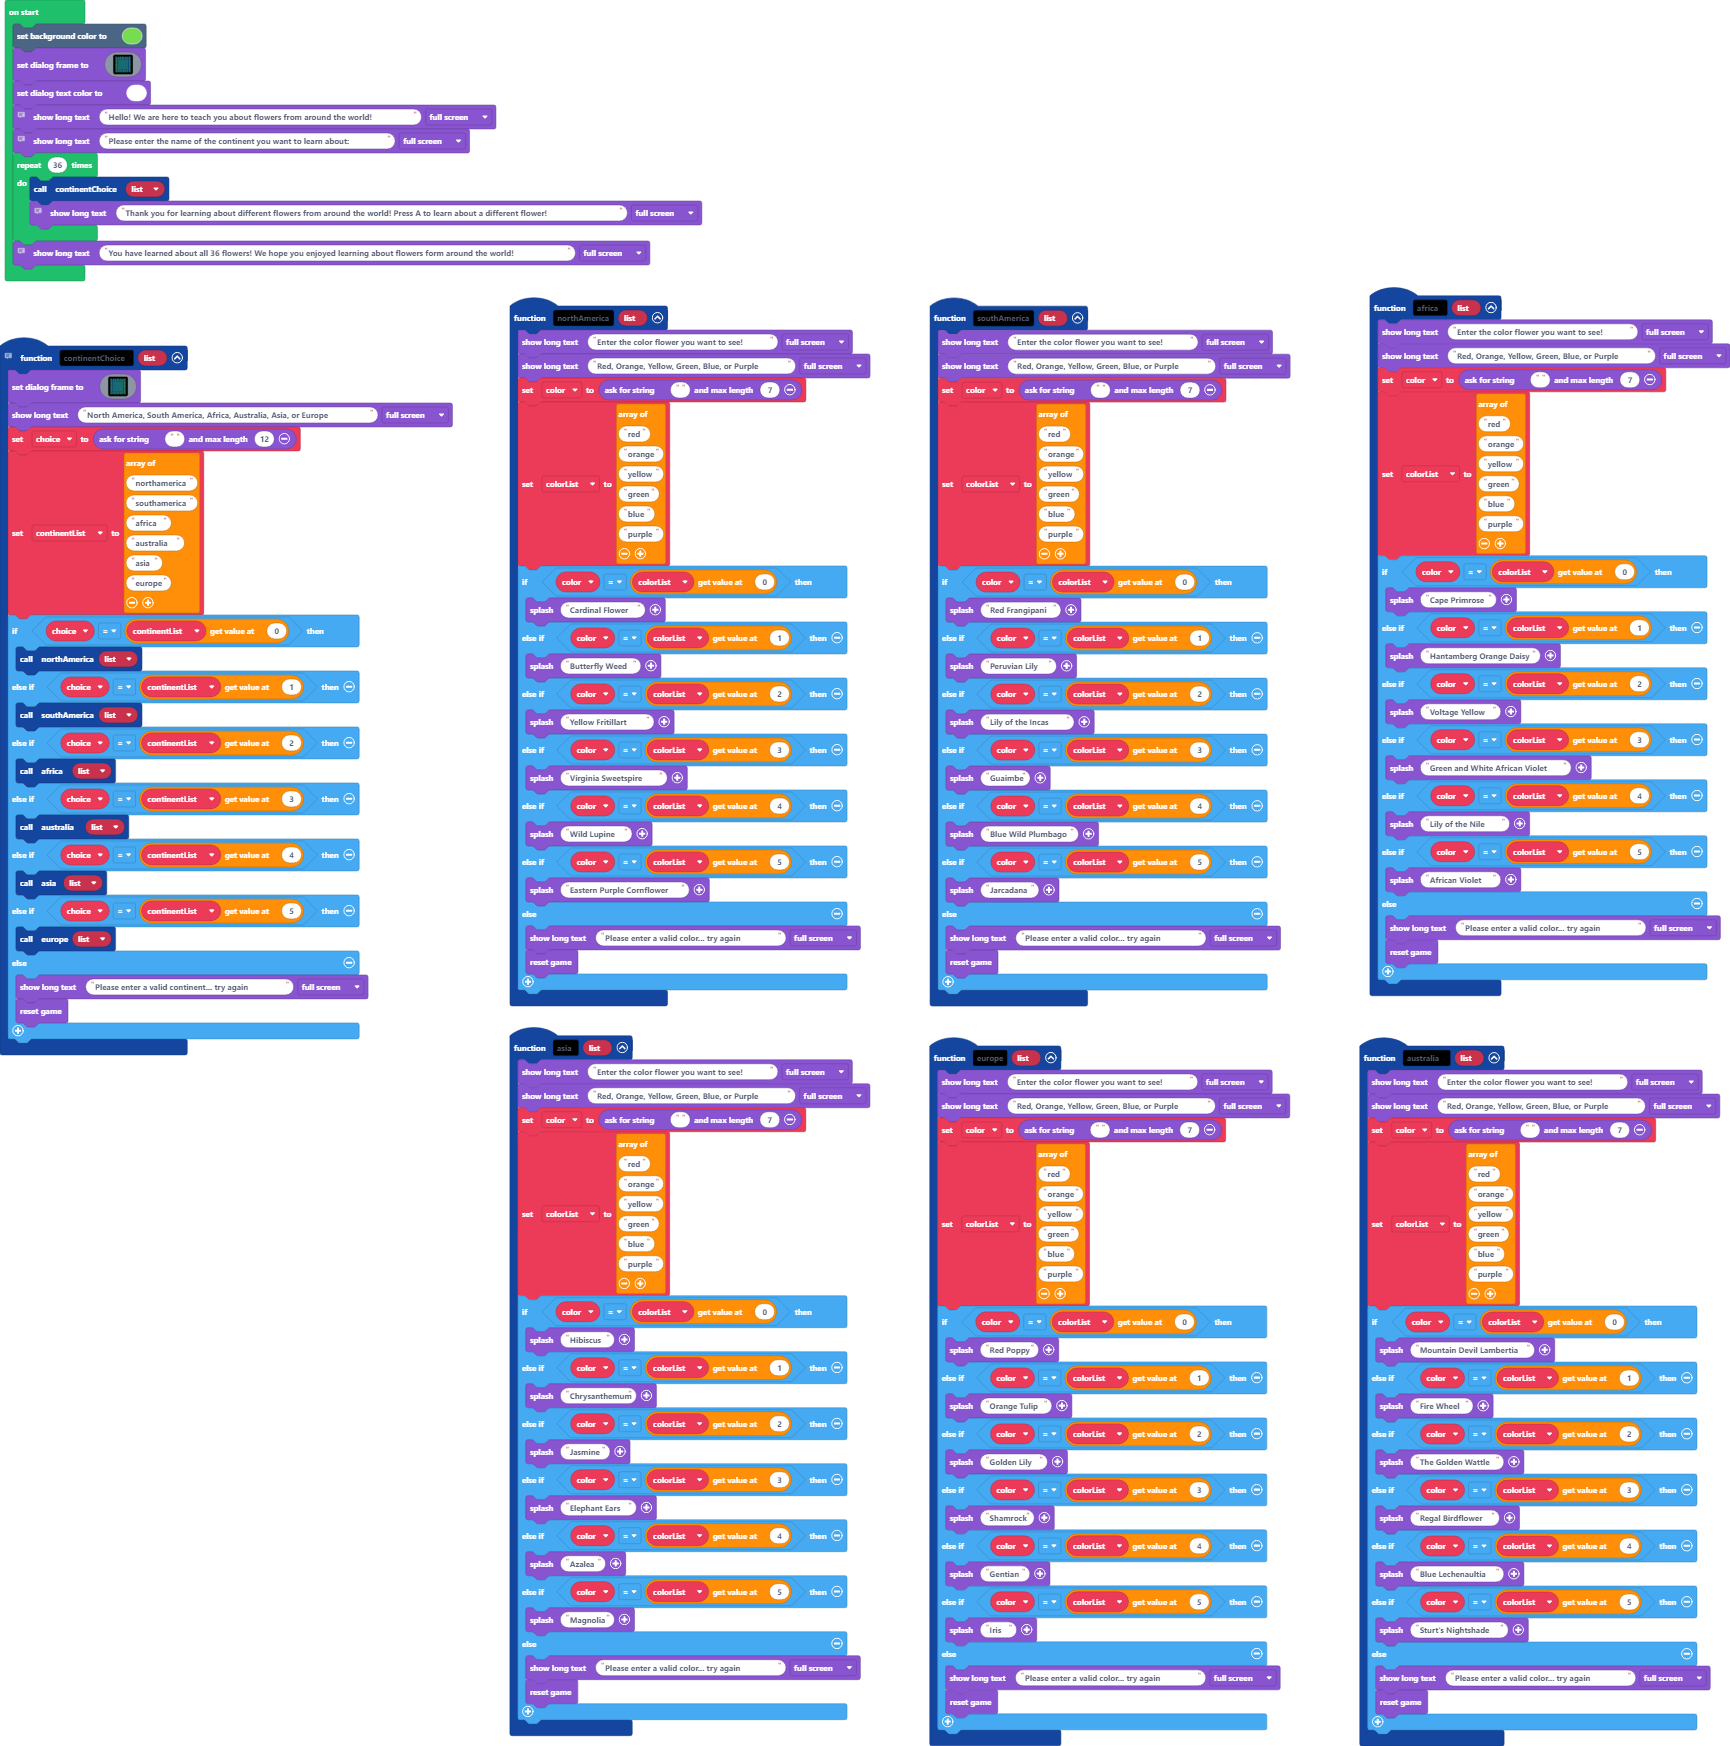 on start
set background color to
set dialog frame to
set dialog text color to
show long text "Hello! We are here to teach you about flowers from around the world!" full screen
show long text "Please enter the name of the continent you want to learn about:" full screen
repeat 36 times
do
call continentChoice list
show long text "Thank you for learning about different flowers from around the world! Press A to learn about a different flower!" full screen
show long text "You have learned about all 36 flowers! We hope you enjoyed learning about flowers form around the world!" full screen
function continentChoice list
set dialog frame to
show long text "North America, South America, Africa, Australia, Asia, or Europe" full screen
set choice to ask for string "" and max length 12
array of
"northamerica"
"southamerica"
"africa"
set continentList to
"australia"
"asia"
"europe"
if choice = continentList get value at 0 then
call northAmerica list
else if choice = continentList get value at 1 then
call southAmerica list
else if choice = continentList get value at 2 then
call africa list
else if choice = continentList get value at 3 then
call australia list
else if choice = continentList get value at 4 then
call asia list
else if choice = continentList get value at 5 then
call europe list
else
show long text "Please enter a valid continent... try again" full screen
reset game
function northAmerica list
show long text "Enter the color flower you want to see!" full screen
show long text "Red, Orange, Yellow, Green, Blue, or Purple" full screen
set color to ask for string "" and max length 7
array of
"red"
"orange"
"yellow"
set colorList to
"green"
"blue"
"purple"
if color = colorList get value at 0 then
splash "Cardinal Flower"
else if color = colorList get value at 1 then
splash "Butterfly Weed"
else if color = colorList get value at 2 then
splash "Yellow Fritillart"
else if color = colorList get value at 3 then
splash "Virginia Sweetspire"
else if color = colorList get value at 4 then
splash "Wild Lupine"
else if color = colorList get value at 5 then
splash "Eastern Purple Cornflower"
else
show long text "Please enter a valid color... try again" full screen
reset game
function southAmerica list
show long text "Enter the color flower you want to see!" full screen
show long text "Red, Orange, Yellow, Green, Blue, or Purple" full screen
set color to ask for string "" and max length 7
array of
"red"
"orange"
"yellow"
set colorList to
"green"
"blue"
"purple"
if color = colorList get value at 0 then
splash "Red Frangipani"
else if color = colorList get value at 1 then
splash "Peruvian Lily"
else if color = colorList get value at 2 then
splash "Lily of the Incas"
else if color = colorList get value at 3 then
splash "Guaimbe"
else if color = colorList get value at 4 then
splash "Blue Wild Plumbago"
else if color = colorList get value at 5 then
splash "Jarcadana"
else
show long text "Please enter a valid color... try again" full screen
reset game
function africa list
show long text "Enter the color flower you want to see!" full screen
show long text "Red, Orange, Yellow, Green, Blue, or Purple" full screen
set color to ask for string "" and max length 7
array of
"red"
"orange"
"yellow"
set colorList to
"green"
"blue"
"purple"
if color = colorList get value at 0 then
splash "Cape Primrose"
else if color = colorList get value at 1 then
splash "Hantamberg Orange Daisy"
else if color = colorList get value at 2 then
splash "Voltage Yellow"
else if color = colorList get value at 3 then
splash "Green and White African Violet"
else if color = colorList get value at 4 then
splash "Lily of the Nile"
else if color = colorList get value at 5 then
splash "African Violet"
else
show long text "Please enter a valid color... try again" full screen
reset game
function asia list
show long text "Enter the color flower you want to see!" full screen
show long text "Red, Orange, Yellow, Green, Blue, or Purple" full screen
set color to ask for string "" and max length 7
array of
"red"
"orange"
"yellow"
set colorList to
"green"
"blue"
"purple"
if color = colorList get value at 0 then
splash "Hibiscus"
else if color = colorList get value at 1 then
splash "Chrysanthemum"
else if color = colorList get value at 2 then
splash "Jasmine"
else if color = colorList get value at 3 then
splash "Elephant Ears"
else if color = colorList get value at 4 then
splash "Azalea"
else if color = colorList get value at 5 then
splash "Magnolia"
else
show long text "Please enter a valid color... try again" full screen
reset game
function europe list
show long text "Enter the color flower you want to see!" full screen
show long text "Red, Orange, Yellow, Green, Blue, or Purple" full screen
set color to ask for string "" and max length 7
array of
"red"
"orange"
"yellow"
set colorList to
"green"
"blue"
"purple"
if color = colorList get value at 0 then
splash "Red Poppy"
else if color = colorList get value at 1 then
splash "Orange Tulip"
else if color = colorList get value at 2 then
splash "Golden Lily"
else if color = colorList get value at 3 then
splash "Shamrock"
else if color = colorList get value at 4 then
splash "Gentian"
else if color = colorList get value at 5 then
splash "Iris"
else
show long text "Please enter a valid color... try again" full screen
reset game
function australia list
show long text "Enter the color flower you want to see!" full screen
show long text "Red, Orange, Yellow, Green, Blue, or Purple" full screen
set color to ask for string "" and max length 7
array of
"red"
"orange"
"yellow"
set colorList to
"green"
"blue"
"purple"
if color = colorList get value at 0 then
splash "Mountain Devil Lambertia"
else if color = colorList get value at 1 then
splash "Fire Wheel"
else if color = colorList get value at 2 then
splash "The Golden Wattle"
else if color = colorList get value at 3 then
splash "Regal Birdflower"
else if color = colorList get value at 4 then
splash "Blue Lechenaultia"
else if color = colorList get value at 5 then
splash "Sturt's Nightshade"
else
show long text "Please enter a valid color... try again" full screen
reset game